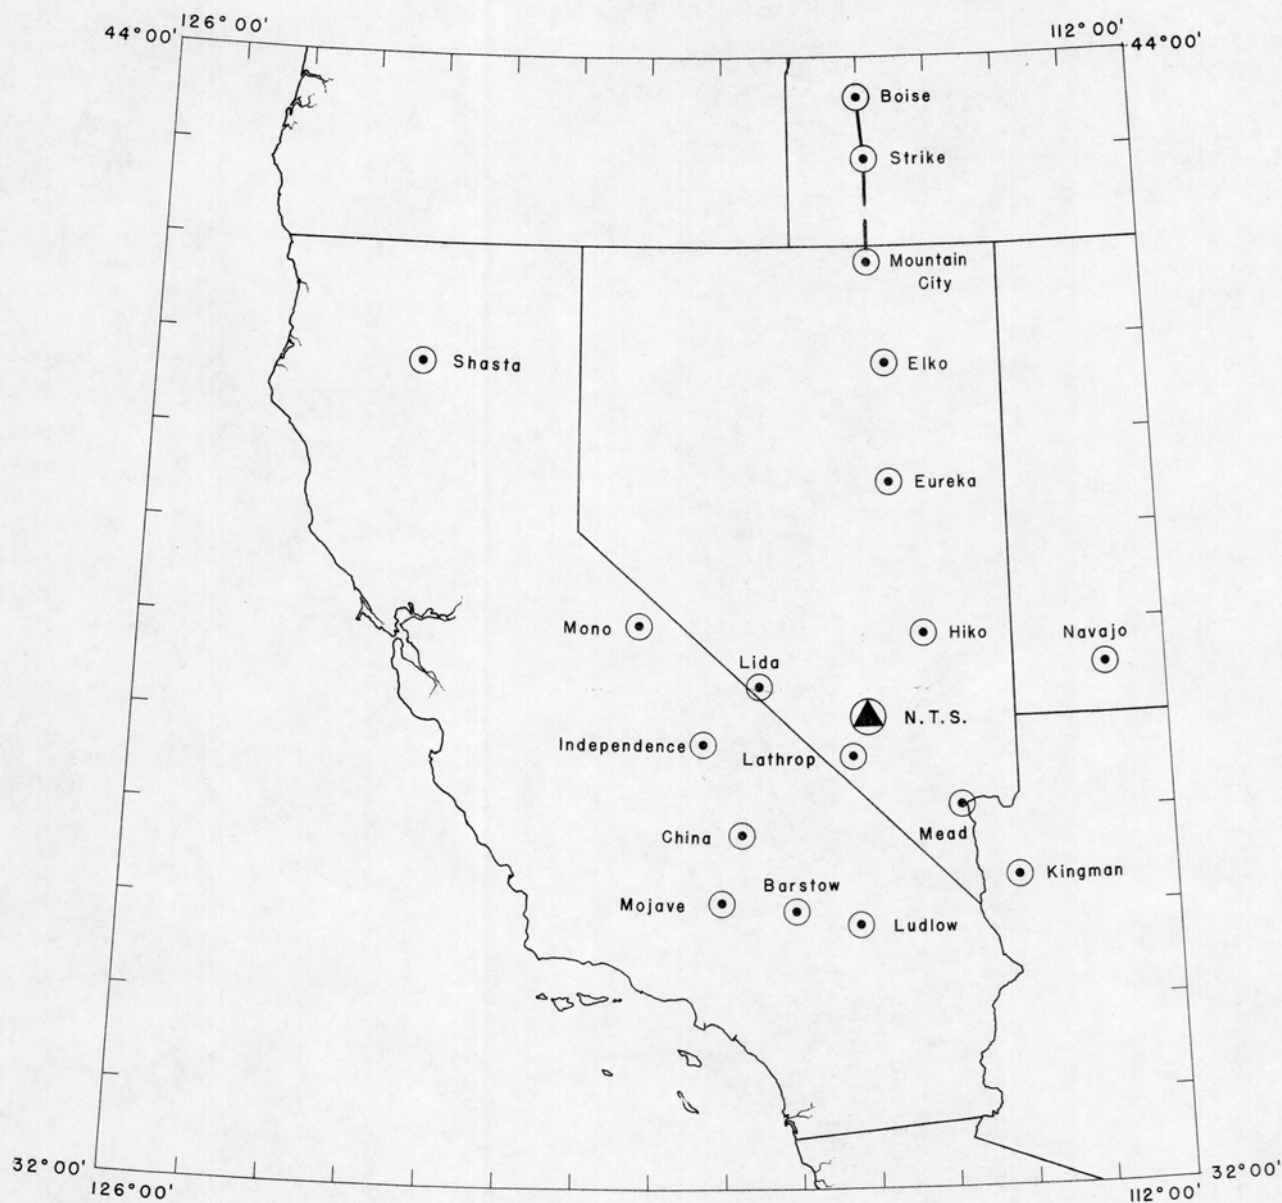 126°00'
112°00'
44°00'
44°00'
Boise
Strike
Mountain
City
Shasta
Elko
Eureka
Mono
Hiko
Navajo
Lida
N.T.S.
Independence
Lathrop
Mead
China
Kingman
Barstow
Mojave
Ludlow
32°00'
32°00'
126°00'
112°00'